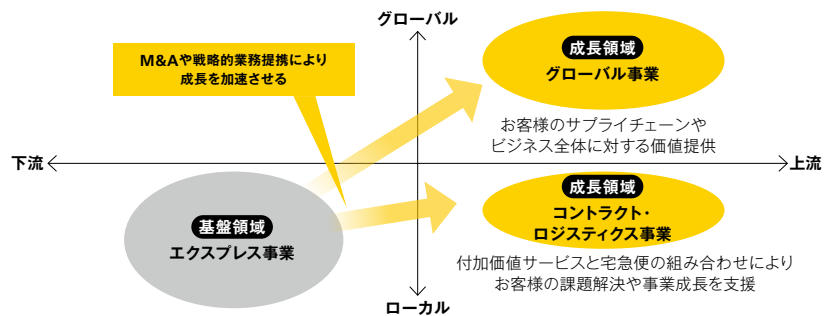 グローバル
M&Aや戦略的業務提携により
成長を加速させる
成長領域
グローバル事業
お客様のサプライチェーンや
ビジネス全体に対する価値提供
下流
上流
基盤領域
エクスプレス事業
成長領域
コントラクト・
ロジスティクス事業
付加価値サービスと宅急便の組み合わせにより
お客様の課題解決や事業成長を支援
ローカル